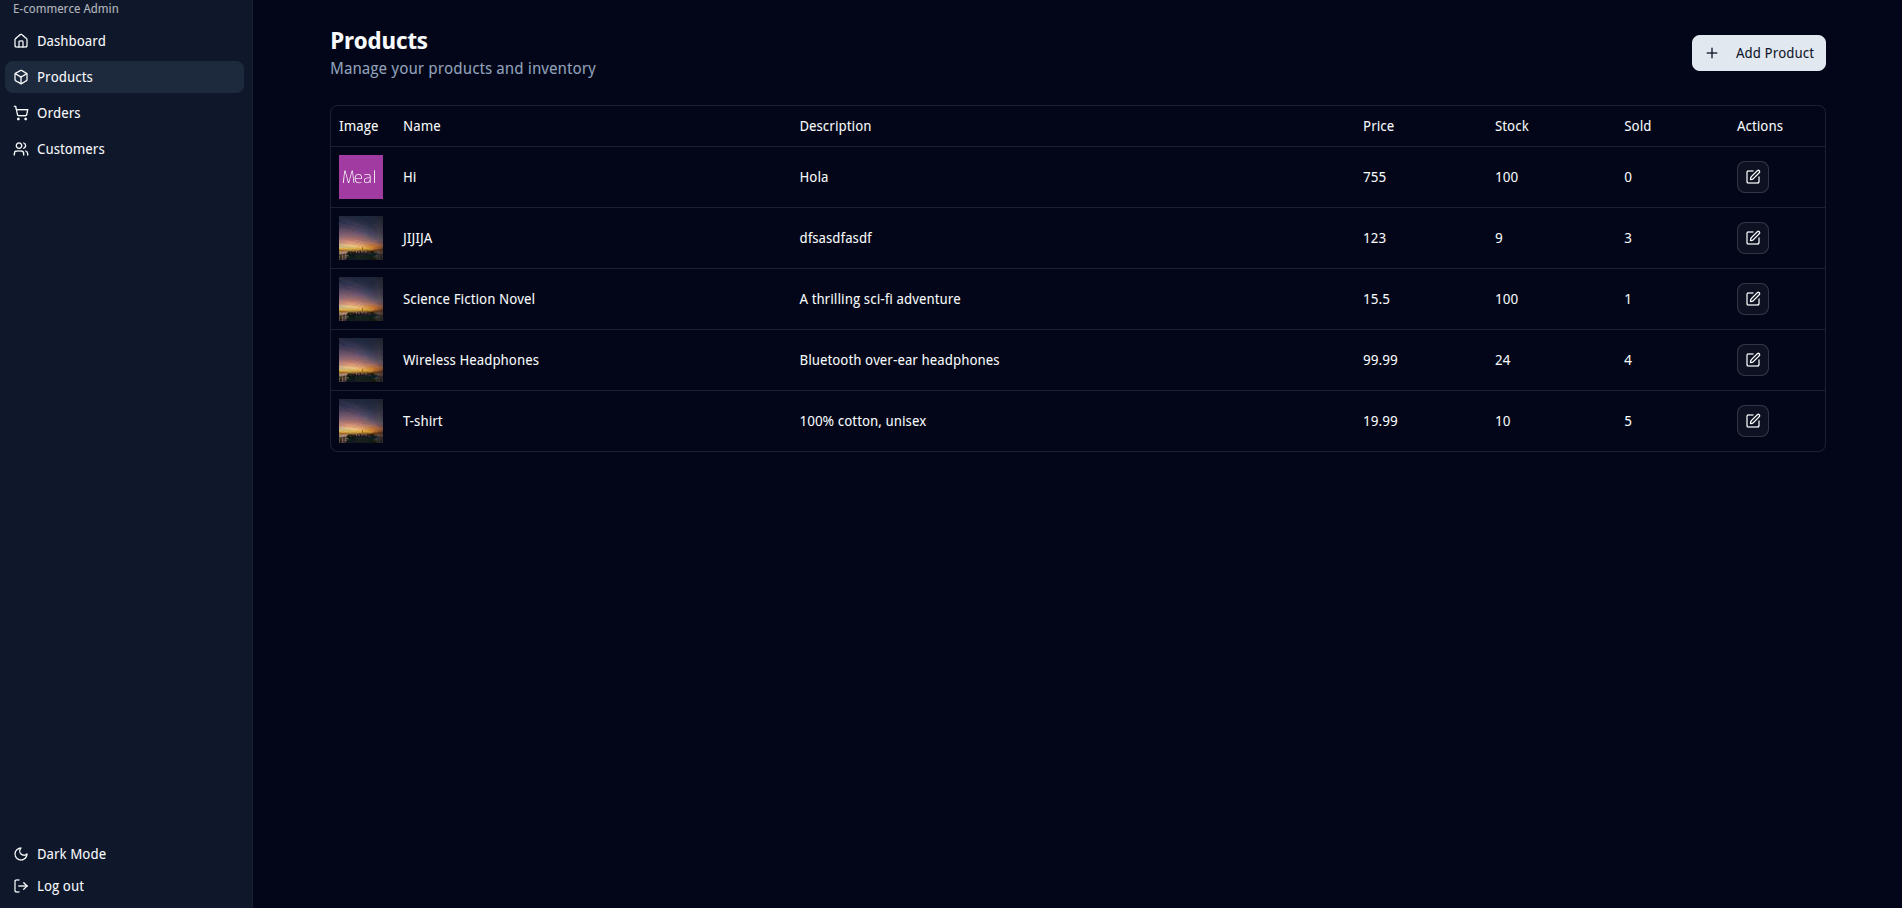 E-commerce Admin
Dashboard
Products
Orders
Customers
Dark Mode
Log out
Products
Manage your products and inventory
Add Product
Image Name Description Price Stock Sold Actions
Meal Hi Hola 755 100 0
JIJIJA dfsasdfasdf 123 9 3
Science Fiction Novel A thrilling sci-fi adventure 15.5 100 1
Wireless Headphones Bluetooth over-ear headphones 99.99 24 4
T-shirt 100% cotton, unisex 19.99 10 5